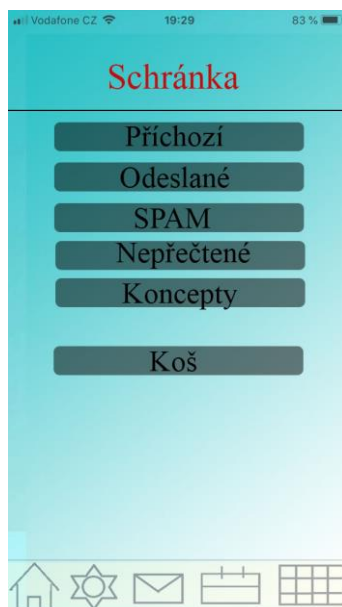 Vodafone CZ 19:29 83 %
Schránka
Příchozí
Odeslané
SPAM
Nepřečtené
Koncepty
Koš